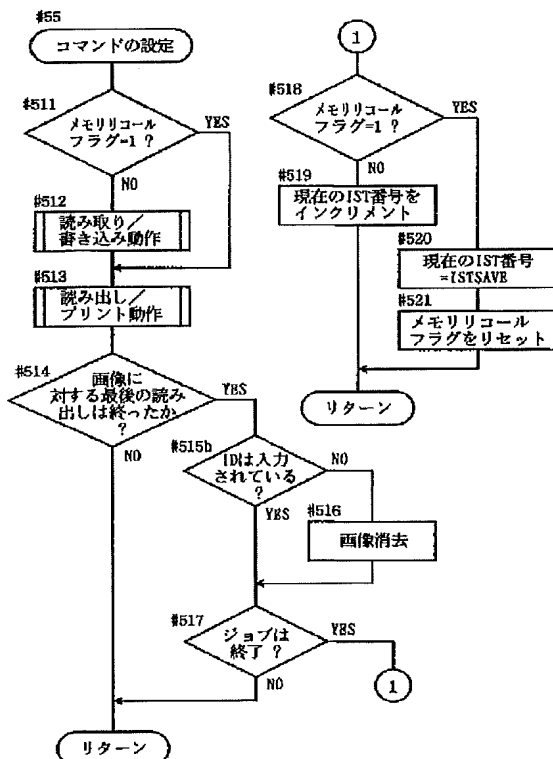 #55
コマンドの設定
#511
メモリリコール
フラグ=1 ?
YES
NO
#512
読み取り/
書き込み動作
#513
読み出し/
プリント動作
#514
画像に
対する最後の読み
出しは終ったか
?
YES
NO
#515b
IDは入力
されている
?
NO
YES
#516
画像消去
#517
ジョブは
終了 ?
YES
NO
1
リターン
1
#518
メモリリコール
フラグ=1 ?
YES
NO
#519
現在のIST番号を
インクリメント
#520
現在のIST番号
=ISTSAVE
#521
メモリリコール
フラグをリセット
リターン